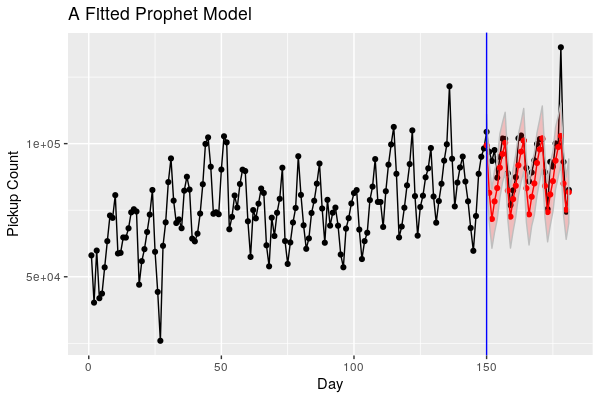 A Fitted Prophet Model
Pickup Count
1e+05
5e+04
0 50 100 150
Day